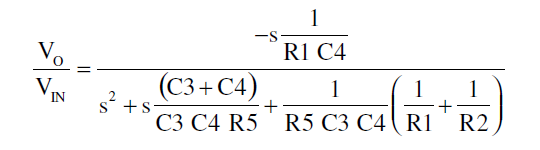 V_O / V_IN = (−s 1 / (R1 C4)) / (s² + s (C3 + C4) / (C3 C4 R5) + 1 / (R5 C3 C4) (1 / R1 + 1 / R2))